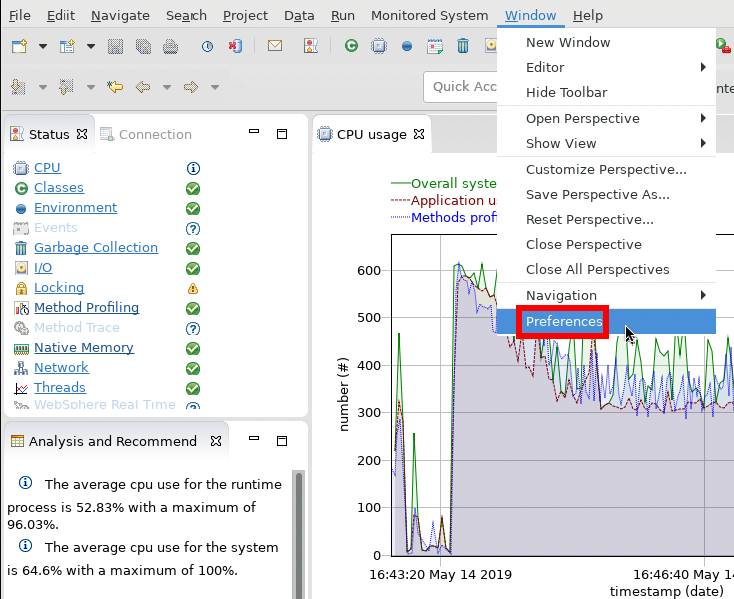 File Edit Navigate Search Project Data Run Monitored System Window Help
New Window
Editor
Hide Toolbar
Open Perspective
Show View
Customize Perspective...
Save Perspective As...
Reset Perspective...
Close Perspective
Close All Perspectives
Navigation
Preferences
Quick Acc
Status
Connection
CPU
Classes
Environment
Events
Garbage Collection
I/O
Locking
Method Profiling
Method Trace
Native Memory
Network
Threads
WebSphere Real Time
Analysis and Recommend
The average cpu use for the runtime
process is 52.83% with a maximum of
96.03%.
The average cpu use for the system
is 64.6% with a maximum of 100%.
CPU usage
Overall syste
Application u
Methods prof
number (#)
600
500
400
300
200
100
0
16:43:20 May 14 2019
16:46:40 May 14
timestamp (date)